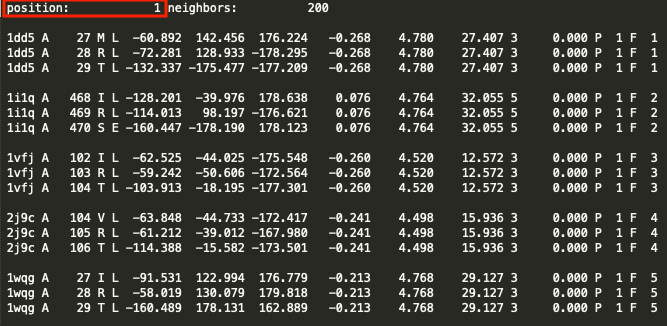 position: 1 neighbors: 200
1dd5 A 27 M L -60.892 142.456 176.224 -0.268 4.780 27.407 3 0.000 P 1 F 1
1dd5 A 28 R L -72.281 128.933 -178.295 -0.268 4.780 27.407 3 0.000 P 1 F 1
1dd5 A 29 T L -132.337 -175.477 -177.209 -0.268 4.780 27.407 3 0.000 P 1 F 1
1i1q A 468 I L -128.201 -39.976 178.638 0.076 4.764 32.055 5 0.000 P 1 F 2
1i1q A 469 R L -114.013 98.197 -176.621 0.076 4.764 32.055 5 0.000 P 1 F 2
1i1q A 470 S E -160.447 -178.190 178.123 0.076 4.764 32.055 5 0.000 P 1 F 2
1vfj A 102 I L -62.525 -44.025 -175.548 -0.260 4.520 12.572 3 0.000 P 1 F 3
1vfj A 103 R L -59.242 -50.606 -172.564 -0.260 4.520 12.572 3 0.000 P 1 F 3
1vfj A 104 T L -103.913 -18.195 -177.301 -0.260 4.520 12.572 3 0.000 P 1 F 3
2j9c A 104 V L -63.848 -44.733 -172.417 -0.241 4.498 15.936 3 0.000 P 1 F 4
2j9c A 105 R L -61.212 -39.012 -167.980 -0.241 4.498 15.936 3 0.000 P 1 F 4
2j9c A 106 T L -114.388 -15.582 -173.501 -0.241 4.498 15.936 3 0.000 P 1 F 4
1wqg A 27 I L -91.531 122.994 176.779 -0.213 4.768 29.127 3 0.000 P 1 F 5
1wqg A 28 R L -58.019 130.079 179.818 -0.213 4.768 29.127 3 0.000 P 1 F 5
1wqg A 29 T L -160.489 178.131 162.889 -0.213 4.768 29.127 3 0.000 P 1 F 5